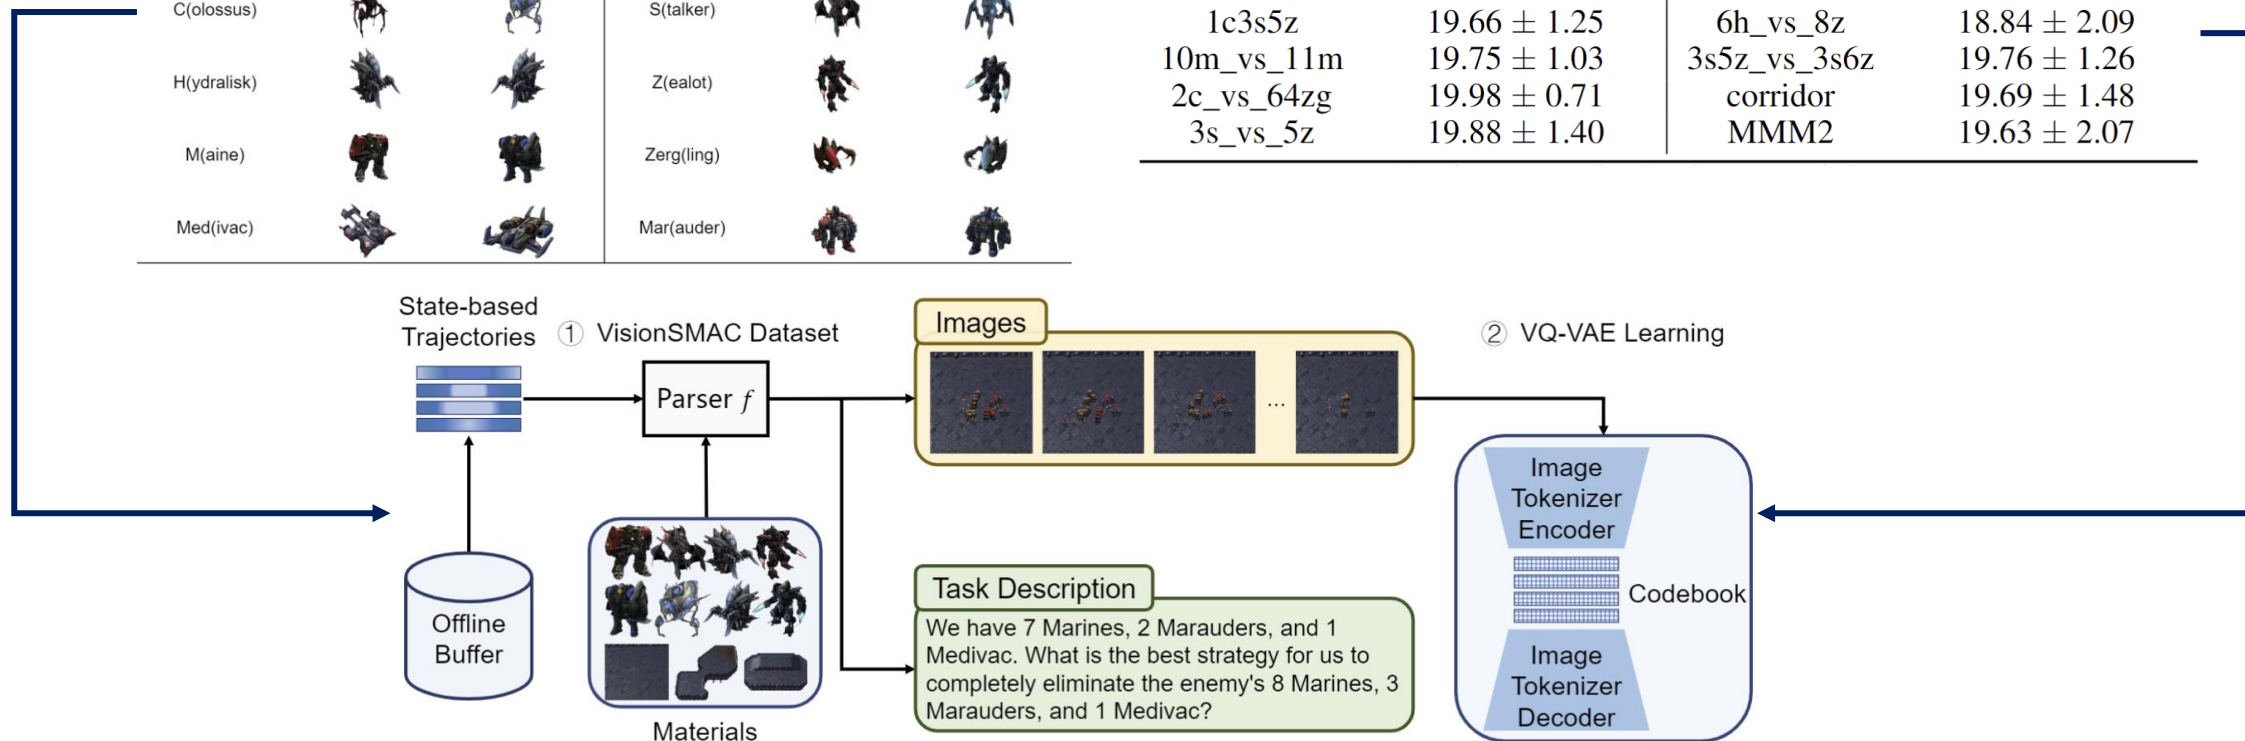 C(olossus) S(talker)
H(ydralisk) Z(ealot)
M(aine) Zerg(ling)
Med(ivac) Mar(auder)
1c3s5z 19.66 ± 1.25 6h_vs_8z 18.84 ± 2.09
10m_vs_11m 19.75 ± 1.03 3s5z_vs_3s6z 19.76 ± 1.26
2c_vs_64zg 19.98 ± 0.71 corridor 19.69 ± 1.48
3s_vs_5z 19.88 ± 1.40 MMM2 19.63 ± 2.07
State-based
Trajectories
① VisionSMAC Dataset
Parser f
Offline
Buffer
Materials
Images
...
Task Description
We have 7 Marines, 2 Marauders, and 1
Medivac. What is the best strategy for us to
completely eliminate the enemy's 8 Marines, 3
Marauders, and 1 Medivac?
② VQ-VAE Learning
Image
Tokenizer
Encoder
Codebook
Image
Tokenizer
Decoder